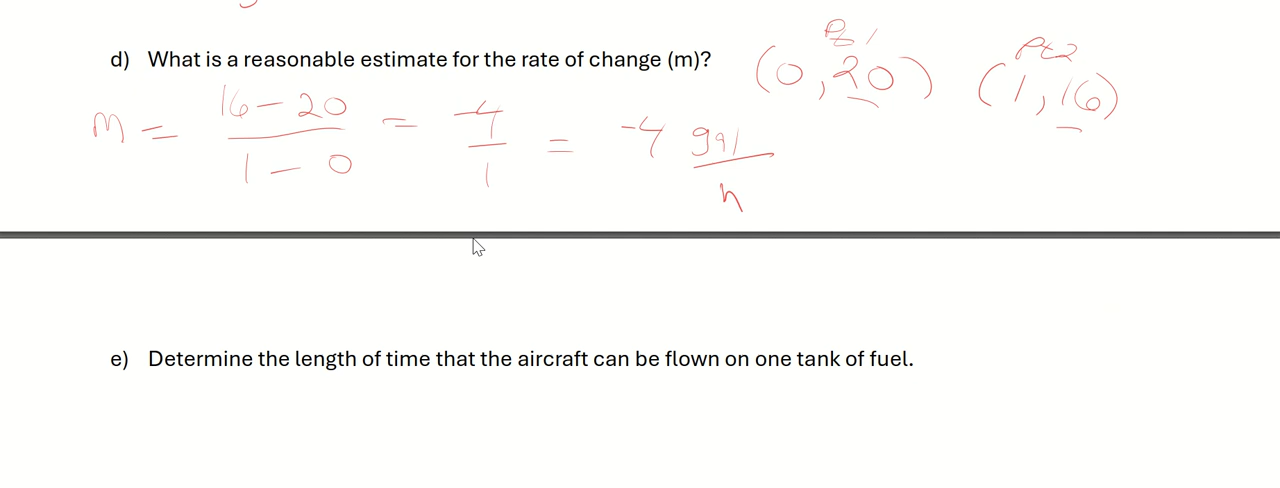 Pt 1
Pt2
d) What is a reasonable estimate for the rate of change (m)? (0,20) (1,16)
m = 16-20 / 1-0 = -4 / 1 = -4 gal / h
e) Determine the length of time that the aircraft can be flown on one tank of fuel.